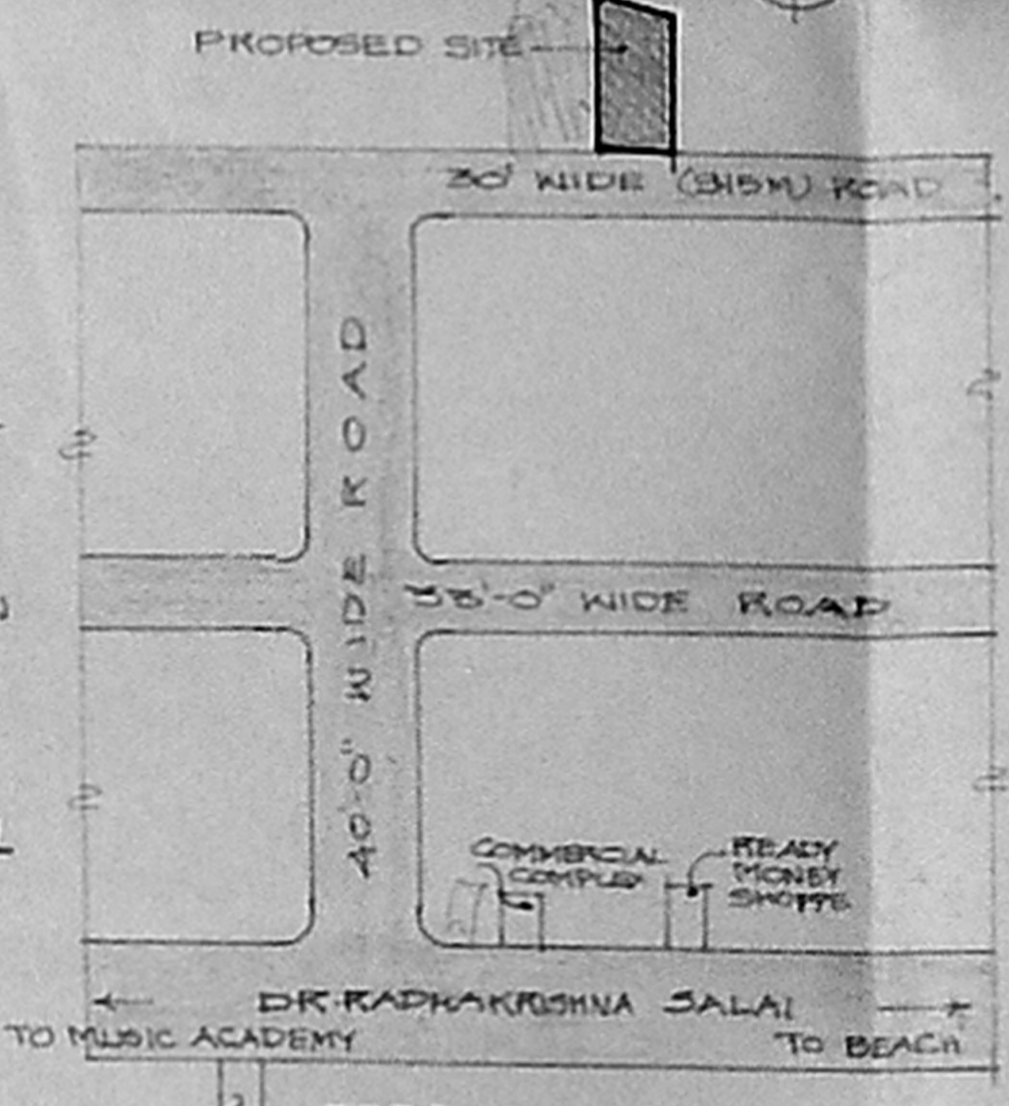 PROPOSED SITE
30' WIDE (9.15M) ROAD
40'-0" WIDE ROAD
33'-0" WIDE ROAD
COMMERCIAL
COMPLEX
READY
MONEY
SHOPPE
DR. RADHAKRISHNA SALAI
TO MUSIC ACADEMY
TO BEACH